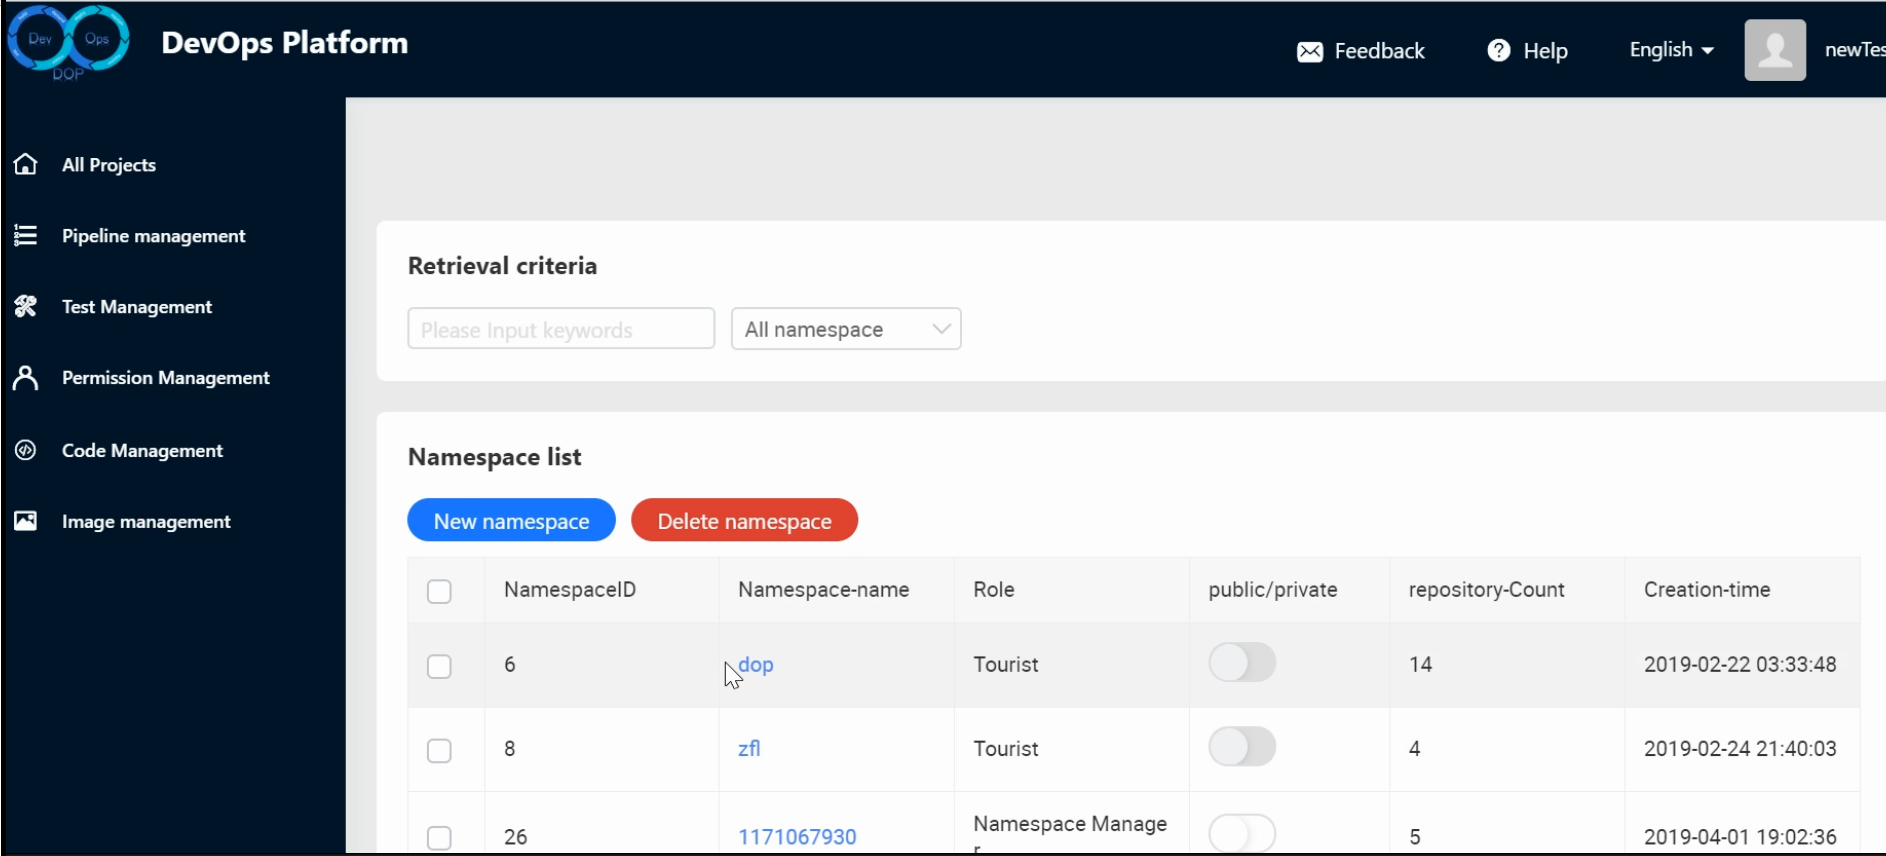 Dev Ops
DOP
DevOps Platform
Feedback
Help
English
newTes
All Projects
Pipeline management
Test Management
Permission Management
Code Management
Image management
Retrieval criteria
Please Input keywords
All namespace
Namespace list
New namespace
Delete namespace
NamespaceID Namespace-name Role public/private repository-Count Creation-time
6 dop Tourist 14 2019-02-22 03:33:48
8 zfl Tourist 4 2019-02-24 21:40:03
26 1171067930 Namespace Manage
r 5 2019-04-01 19:02:36